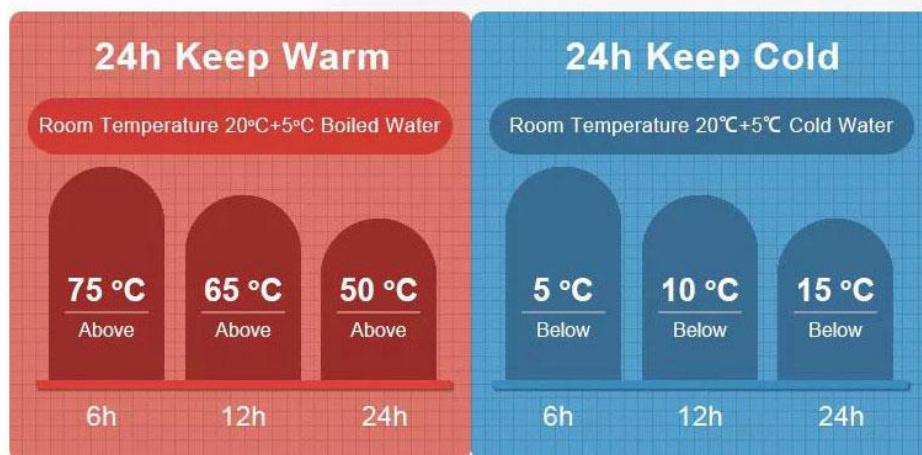 24h Keep Warm
Room Temperature 20°C+5°C Boiled Water
75 °C
Above
65 °C
Above
50 °C
Above
6h
12h
24h
24h Keep Cold
Room Temperature 20℃+5℃ Cold Water
5 °C
Below
10 °C
Below
15 °C
Below
6h
12h
24h